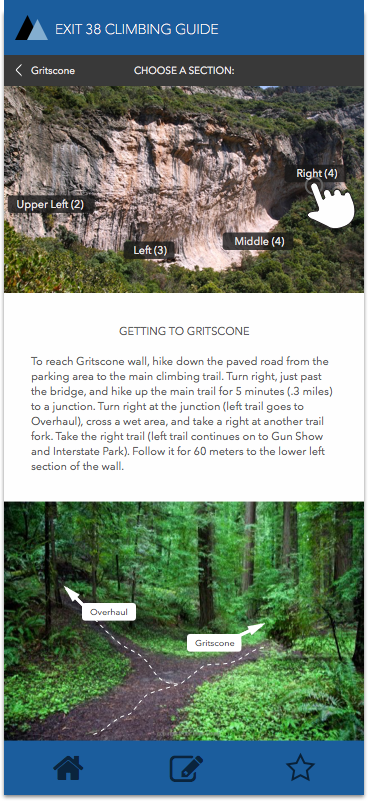 EXIT 38 CLIMBING GUIDE
Gritscone
CHOOSE A SECTION:
Right (4)
Upper Left (2)
Middle (4)
Left (3)
GETTING TO GRITSCONE
To reach Gritscone wall, hike down the paved road from the
parking area to the main climbing trail. Turn right, just past
the bridge, and hike up the main trail for 5 minutes (.3 miles)
to a junction. Turn right at the junction (left trail goes to
Overhaul), cross a wet area, and take a right at another trail
fork. Take the right trail (left trail continues on to Gun Show
and Interstate Park). Follow it for 60 meters to the lower left
section of the wall.
Overhaul
Gritscone